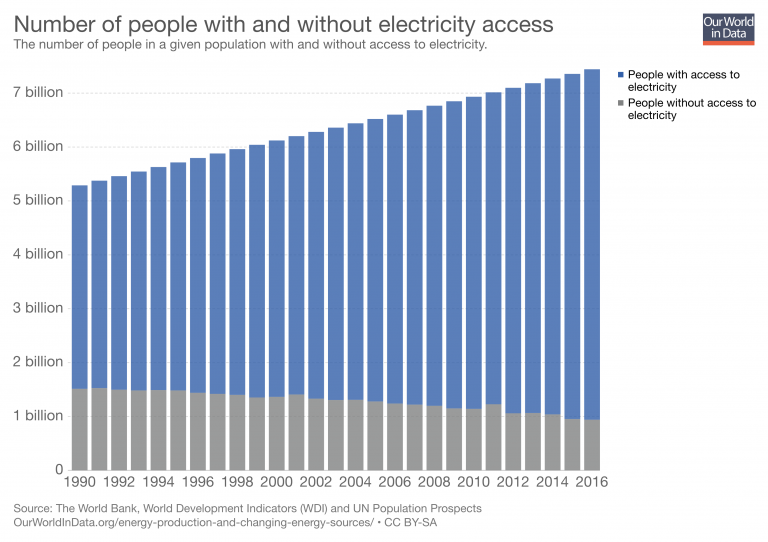 Number of people with and without electricity access
The number of people in a given population with and without access to electricity.
Our World
in Data
7 billion
6 billion
5 billion
4 billion
3 billion
2 billion
1 billion
0
1990 1992 1994 1996 1998 2000 2002 2004 2006 2008 2010 2012 2014 2016
People with access to
electricity
People without access to
electricity
Source: The World Bank, World Development Indicators (WDI) and UN Population Prospects
OurWorldInData.org/energy-production-and-changing-energy-sources/ • CC BY-SA